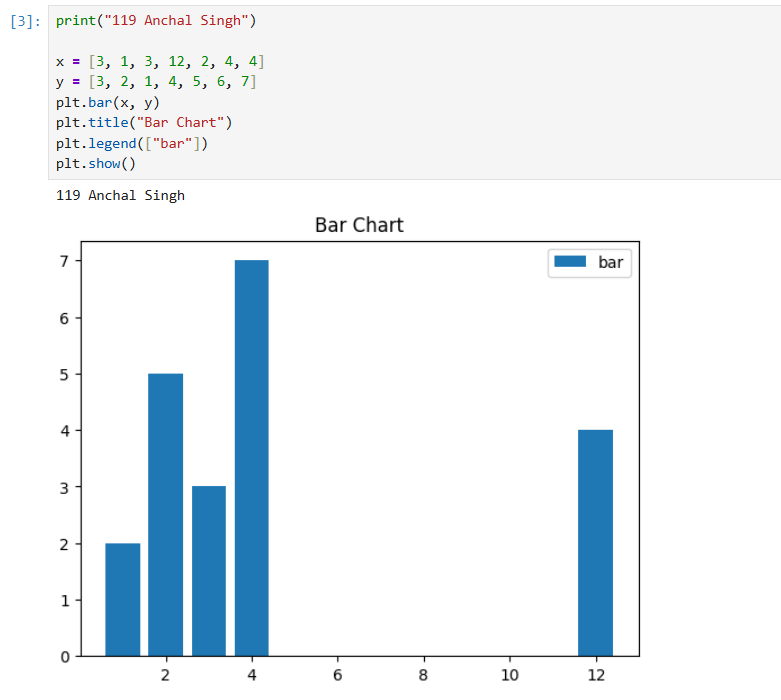 [3]: print("119 Anchal Singh")
x = [3, 1, 3, 12, 2, 4, 4]
y = [3, 2, 1, 4, 5, 6, 7]
plt.bar(x, y)
plt.title("Bar Chart")
plt.legend(["bar"])
plt.show()
119 Anchal Singh
Bar Chart
bar
7
6
5
4
3
2
1
0
2 4 6 8 10 12